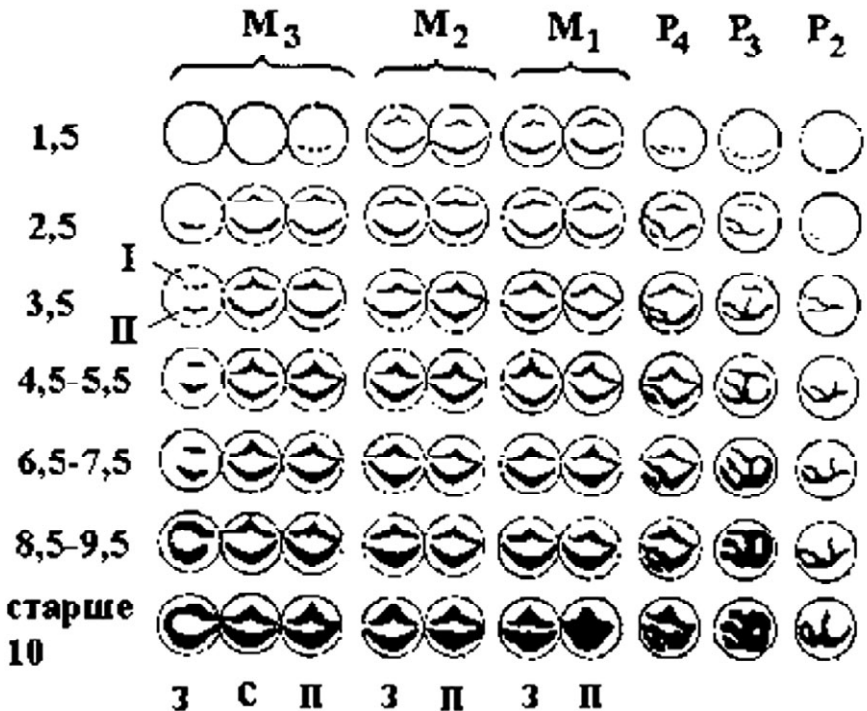 M₃ M₂ M₁ P₄ P₃ P₂
1,5
2,5
I
3,5
II
4,5-5,5
6,5-7,5
8,5-9,5
старше
10
З С П З П З П